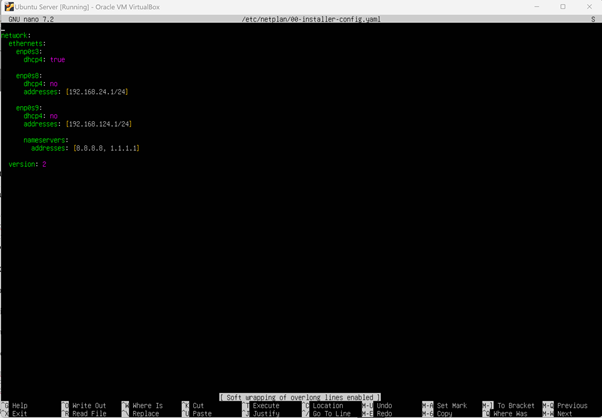 Ubuntu Server [Running] - Oracle VM VirtualBox
GNU nano 7.2 /etc/netplan/00-installer-config.yaml S
network:
ethernets:
enp0s3:
dhcp4: true
enp0s8:
dhcp4: no
addresses: [192.168.24.1/24]
enp0s9:
dhcp4: no
addresses: [192.168.124.1/24]
nameservers:
addresses: [8.8.8.8, 1.1.1.1]
version: 2
[ Soft wrapping of overlong lines enabled ]
^G Help ^O Write Out ^W Where Is ^K Cut ^T Execute ^C Location M-U Undo M-A Set Mark M-] To Bracket M-Q Previous
^X Exit ^R Read File ^\ Replace ^U Paste ^J Justify ^/ Go To Line M-E Redo M-6 Copy ^Q Where Was M-W Next